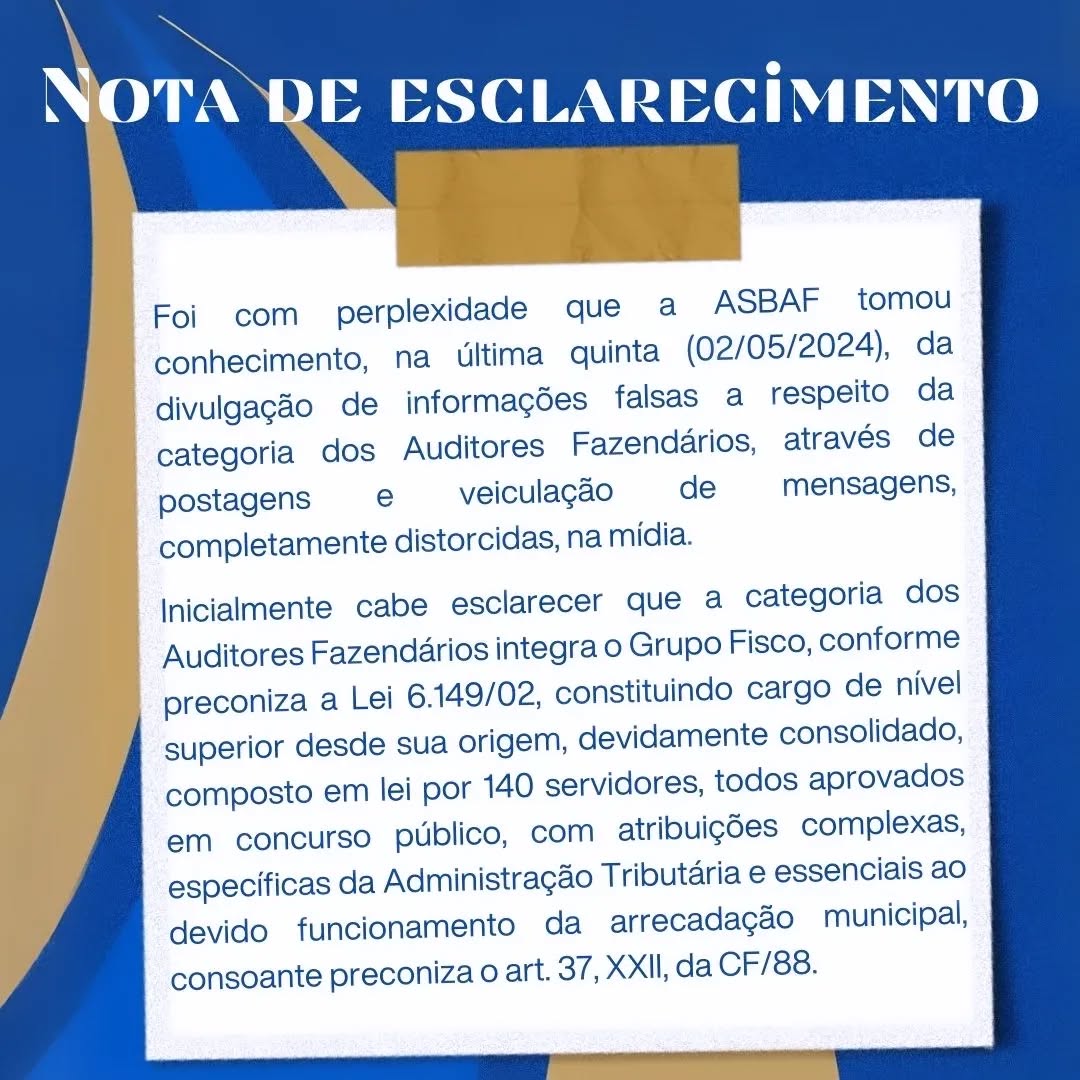 NOTA DE ESCLARECIMENTO
Foi com perplexidade que a ASBAF tomou
conhecimento, na última quinta (02/05/2024), da
divulgação de informações falsas a respeito da
categoria dos Auditores Fazendários, através de
postagens e veiculação de mensagens,
completamente distorcidas, na mídia.
Inicialmente cabe esclarecer que a categoria dos
Auditores Fazendários integra o Grupo Fisco, conforme
preconiza a Lei 6.149/02, constituindo cargo de nível
superior desde sua origem, devidamente consolidado,
composto em lei por 140 servidores, todos aprovados
em concurso público, com atribuições complexas,
específicas da Administração Tributária e essenciais ao
devido funcionamento da arrecadação municipal,
consoante preconiza o art. 37, XXII, da CF/88.